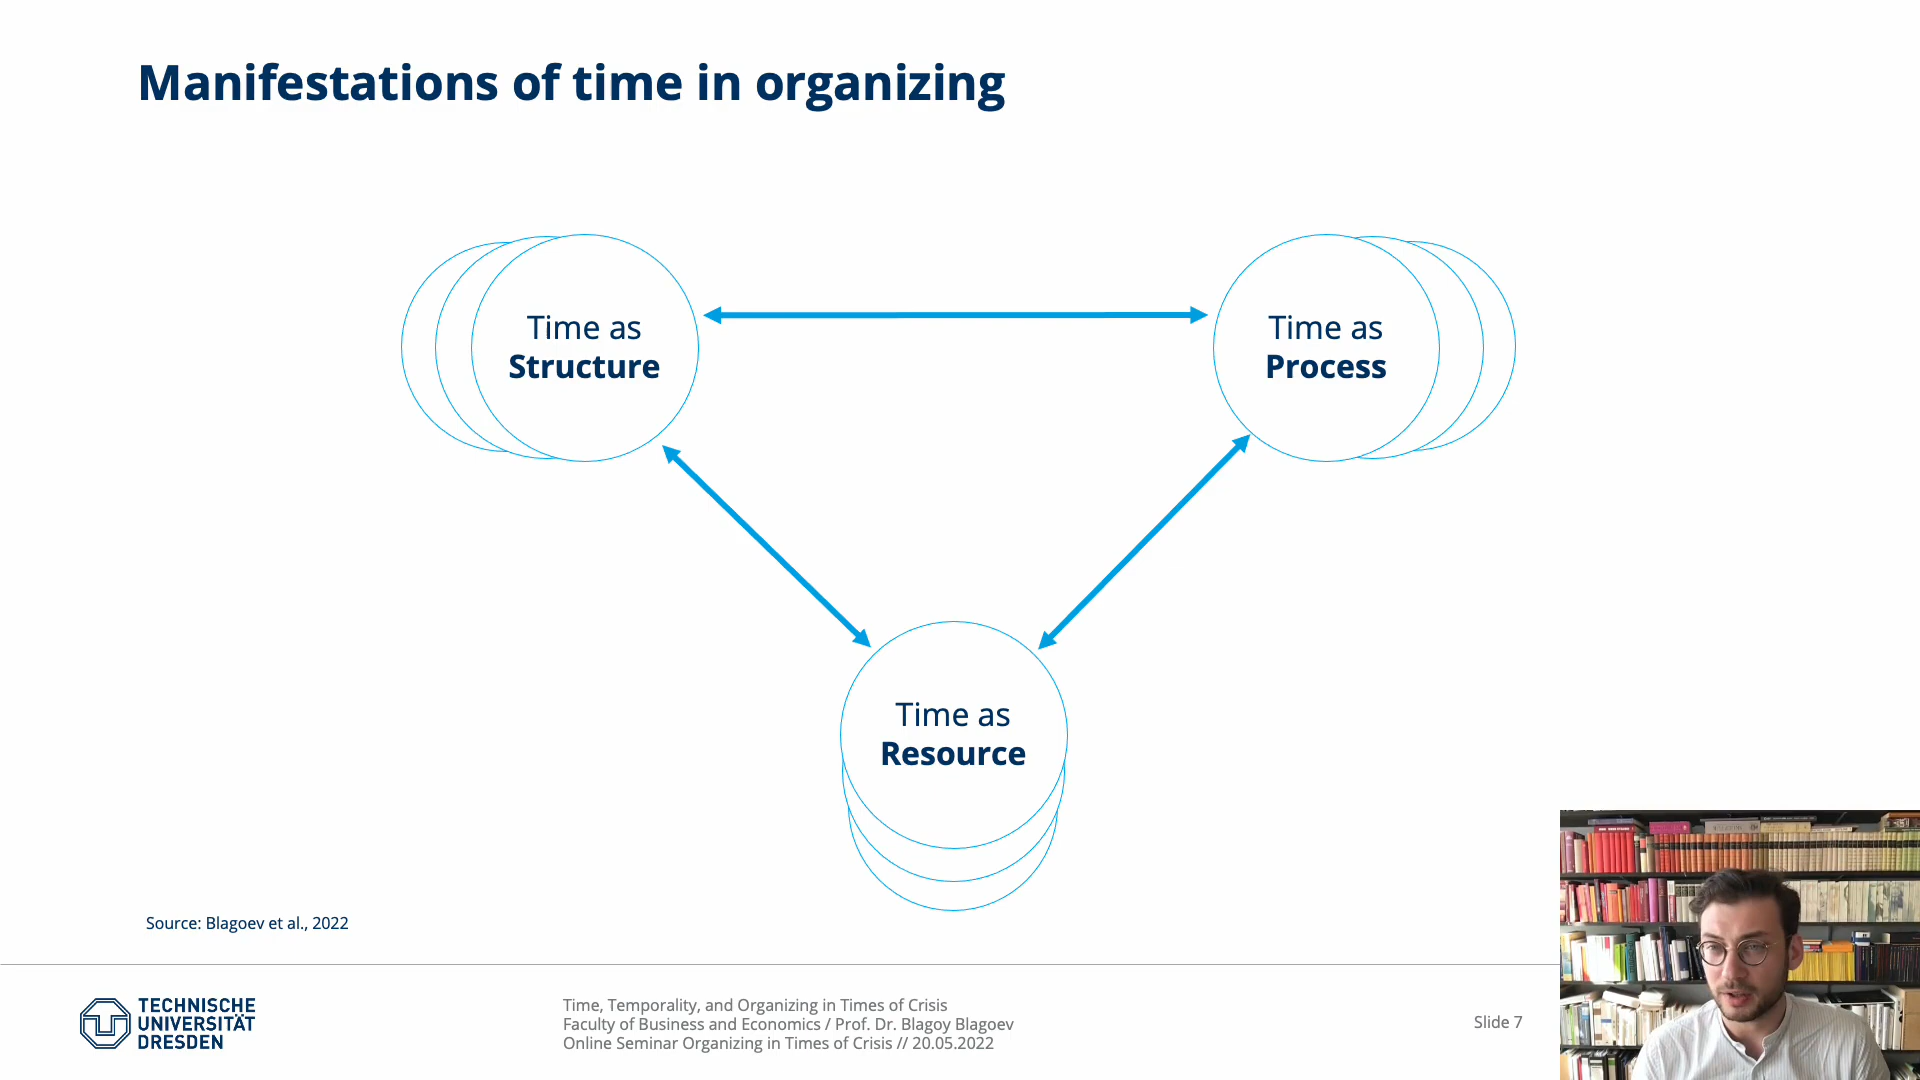 Manifestations of time in organizing
Time as
Structure
Time as
Process
Time as
Resource
Source: Blagoev et al., 2022
TECHNISCHE
UNIVERSITÄT
DRESDEN
Time, Temporality, and Organizing in Times of Crisis
Faculty of Business and Economics / Prof. Dr. Blagoy Blagoev
Online Seminar Organizing in Times of Crisis // 20.05.2022
Slide 7